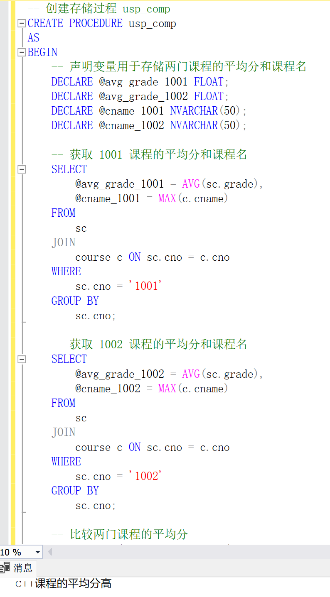 创建存储过程 usp_comp
CREATE PROCEDURE usp_comp
AS
BEGIN
-- 声明变量用于存储两门课程的平均分和课程名
DECLARE @avg_grade_1001 FLOAT;
DECLARE @avg_grade_1002 FLOAT;
DECLARE @cname_1001 NVARCHAR(50);
DECLARE @cname_1002 NVARCHAR(50);
-- 获取 1001 课程的平均分和课程名
SELECT
@avg_grade_1001 = AVG(sc.grade),
@cname_1001 = MAX(c.cname)
FROM
sc
JOIN
course c ON sc.cno = c.cno
WHERE
sc.cno = '1001'
GROUP BY
sc.cno;
获取 1002 课程的平均分和课程名
SELECT
@avg_grade_1002 = AVG(sc.grade),
@cname_1002 = MAX(c.cname)
FROM
sc
JOIN
course c ON sc.cno = c.cno
WHERE
sc.cno = '1002'
GROUP BY
sc.cno;
比较两门课程的平均分
10 %
消息
C++课程的平均分高